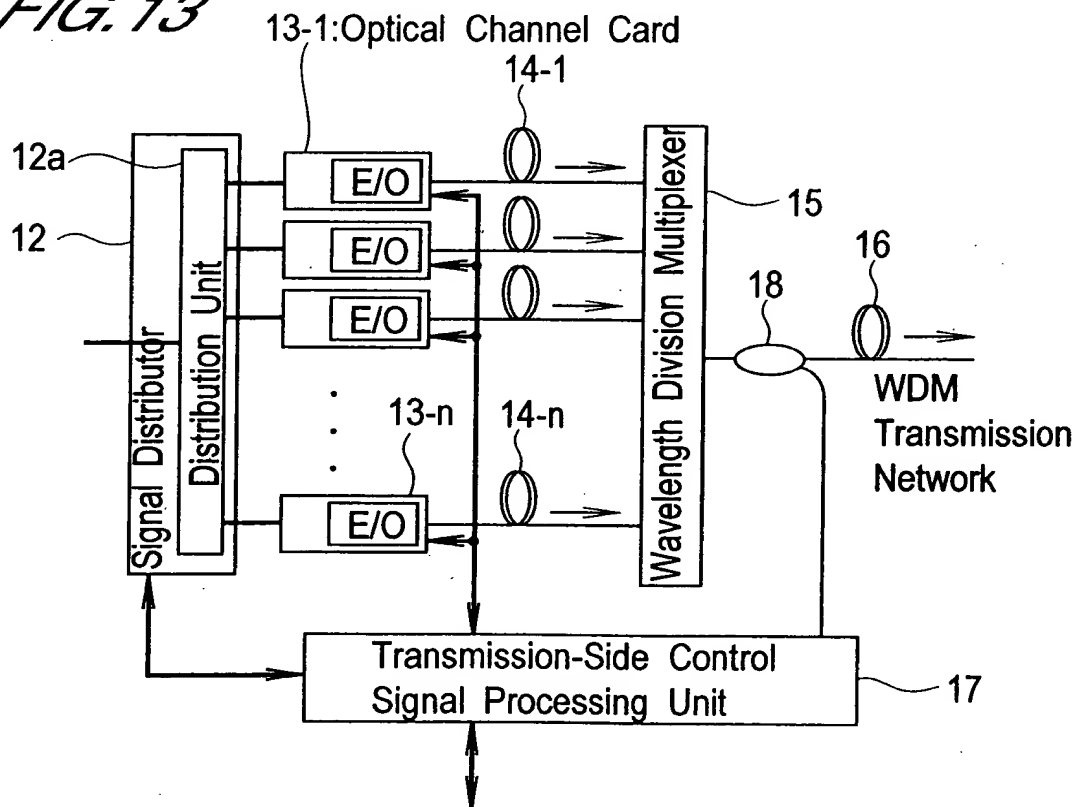 FIG. 13
13-1:Optical Channel Card
14-1
12a
12
Signal Distributor
Distribution Unit
E/O
E/O
E/O
E/O
13-n
14-n
Wavelength Division Multiplexer
15
16
18
WDM
Transmission
Network
Transmission-Side Control
Signal Processing Unit
17